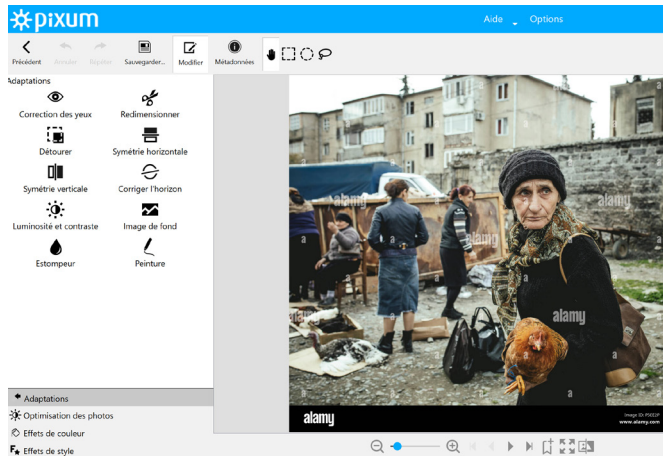 pixum
Aide Options
Précédent Annuler Répéter Sauvegarder... Modifier Métadonnées
Adaptations
Correction des yeux Redimensionner
Détourer Symétrie horizontale
Symétrie verticale Corriger l'horizon
Luminosité et contraste Image de fond
Estompeur Peinture
Adaptations
Optimisation des photos
Effets de couleur
Effets de style
a
a
alamy
alamy
a
alamy
a
alamy
a
a
alamy
Image ID: P5EE2P
www.alamy.com